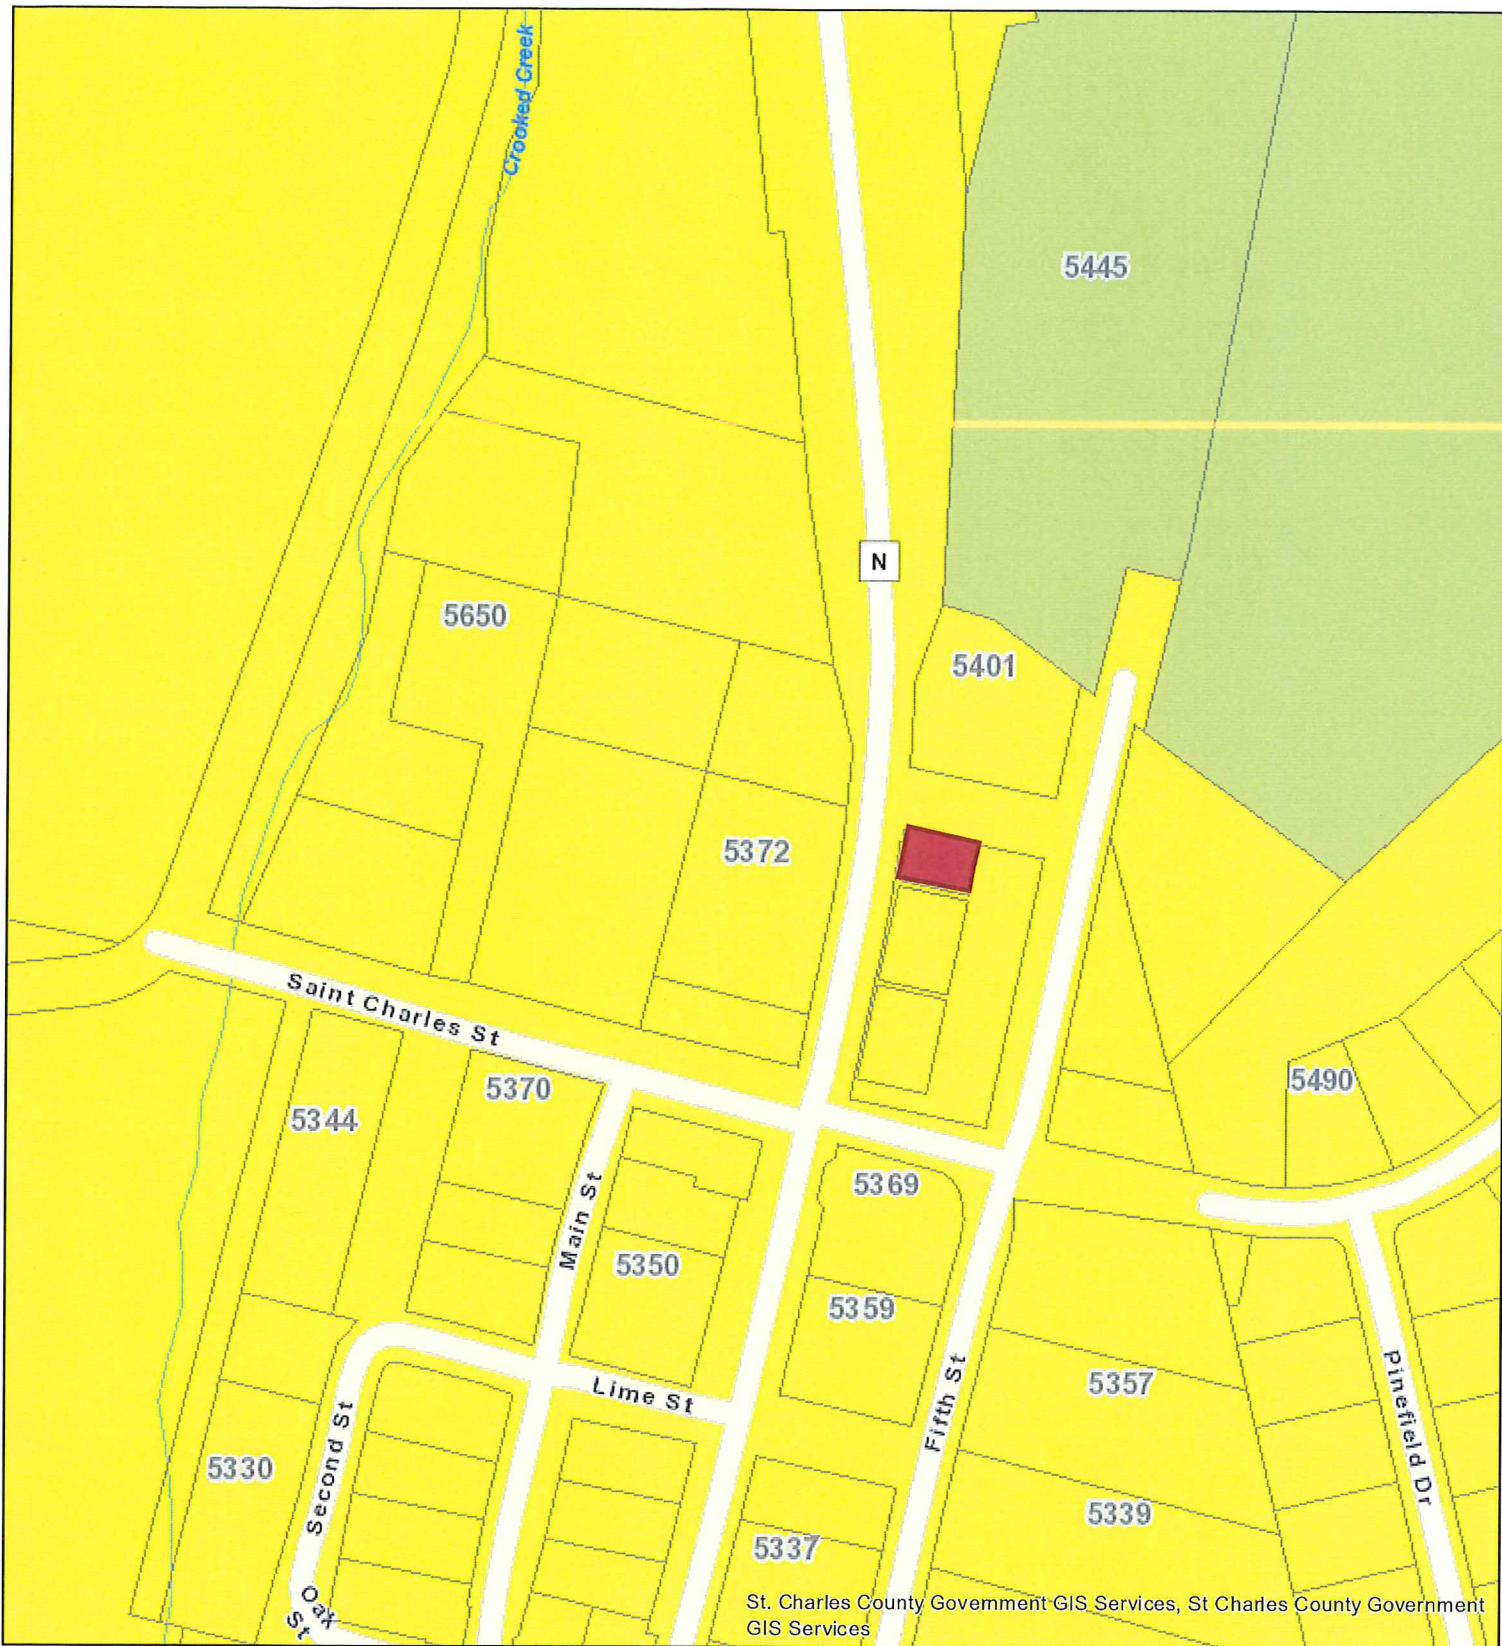 Crooked Creek
5445
N
5650
5401
5372
Saint Charles St
5370
5490
5344
5369
Main St
5350
5359
Lime St
5357
Fifth St
Pinefield Dr
Second St
5330
5339
5337
Oak St
St. Charles County Government GIS Services, St Charles County Government
GIS Services